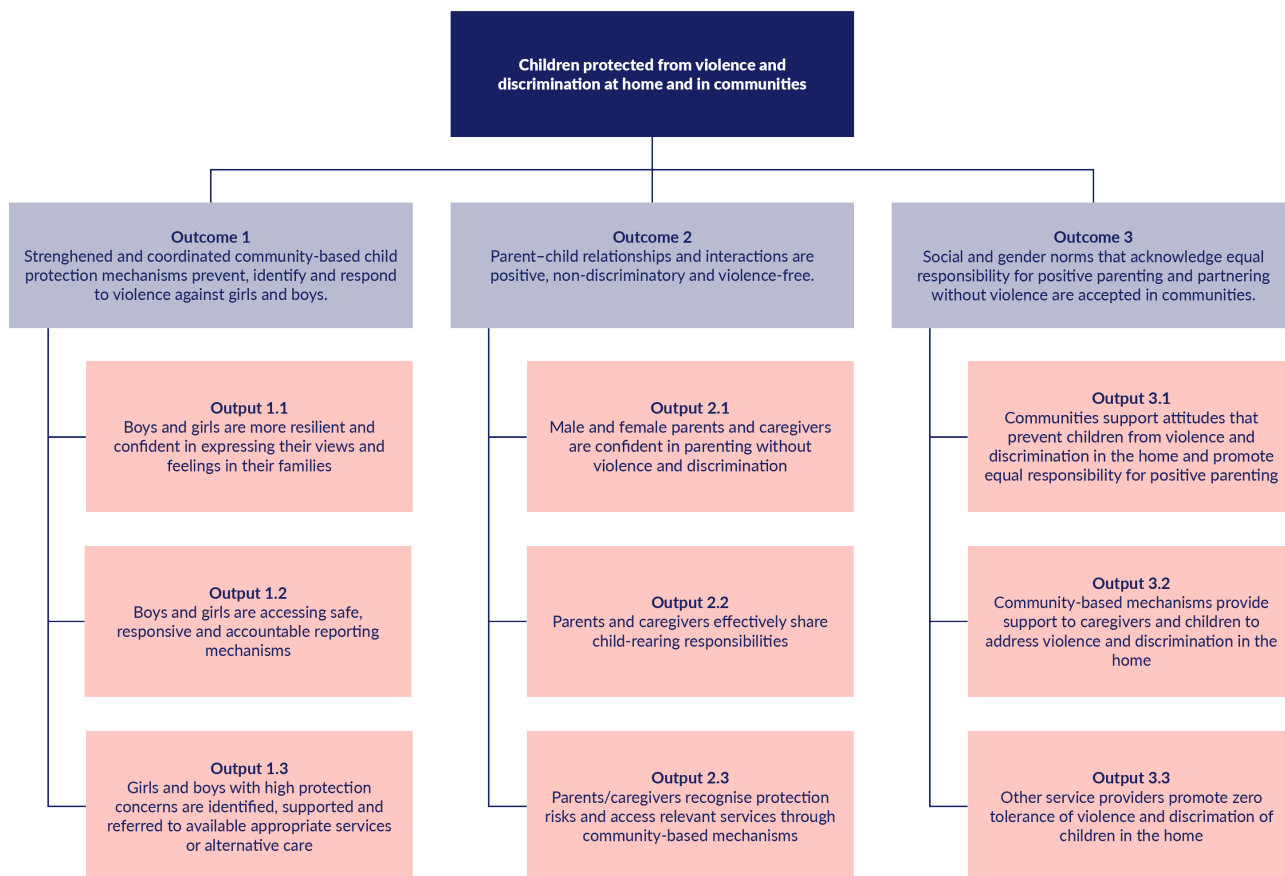 Children protected from violence and
discrimination at home and in communities
Outcome 1
Strenghened and coordinated community-based child
protection mechanisms prevent, identify and respond
to violence against girls and boys.
Output 1.1
Boys and girls are more resilient and
confident in expressing their views and
feelings in their families
Output 1.2
Boys and girls are accessing safe,
responsive and accountable reporting
mechanisms
Output 1.3
Girls and boys with high protection
concerns are identified, supported and
referred to available appropriate services
or alternative care
Outcome 2
Parent–child relationships and interactions are
positive, non-discriminatory and violence-free.
Output 2.1
Male and female parents and caregivers
are confident in parenting without
violence and discrimination
Output 2.2
Parents and caregivers effectively share
child-rearing responsibilities
Output 2.3
Parents/caregivers recognise protection
risks and access relevant services through
community-based mechanisms
Outcome 3
Social and gender norms that acknowledge equal
responsibility for positive parenting and partnering
without violence are accepted in communities.
Output 3.1
Communities support attitudes that
prevent children from violence and
discrimination in the home and promote
equal responsibility for positive parenting
Output 3.2
Community-based mechanisms provide
support to caregivers and children to
address violence and discrimination in the
home
Output 3.3
Other service providers promote zero
tolerance of violence and discrimation of
children in the home